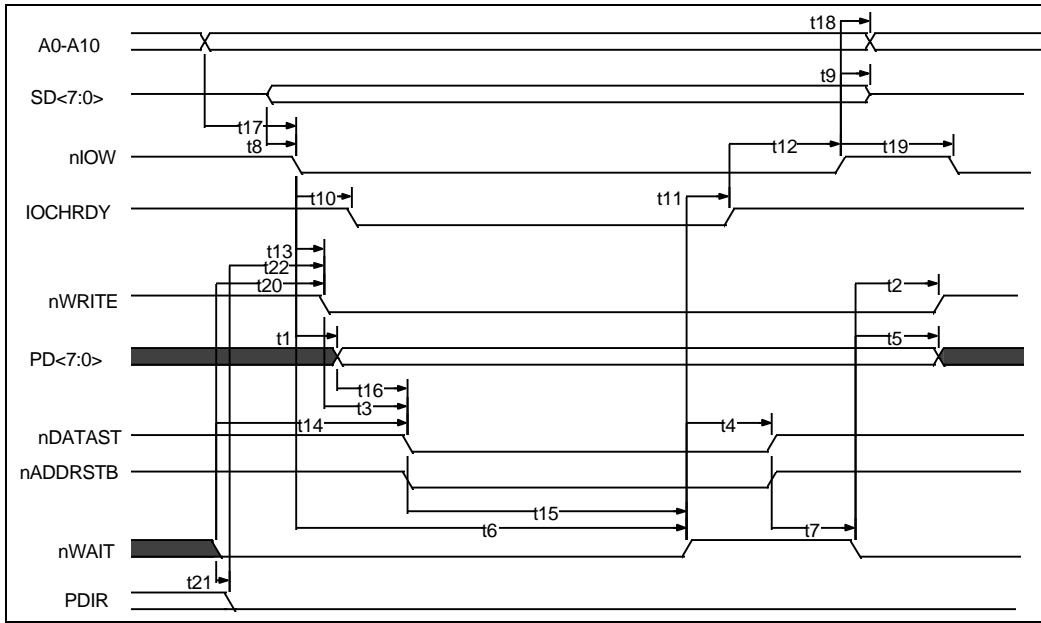 t18
A0-A10
t9
SD<7:0>
t17
t8
t12
t19
nIOW
t10
t11
IOCHRDY
t13
t22
t20
t2
nWRITE
t1
t5
PD<7:0>
t16
t3
t14
t4
nDATAST
nADDRSTB
t15
t6
t7
nWAIT
t21
PDIR